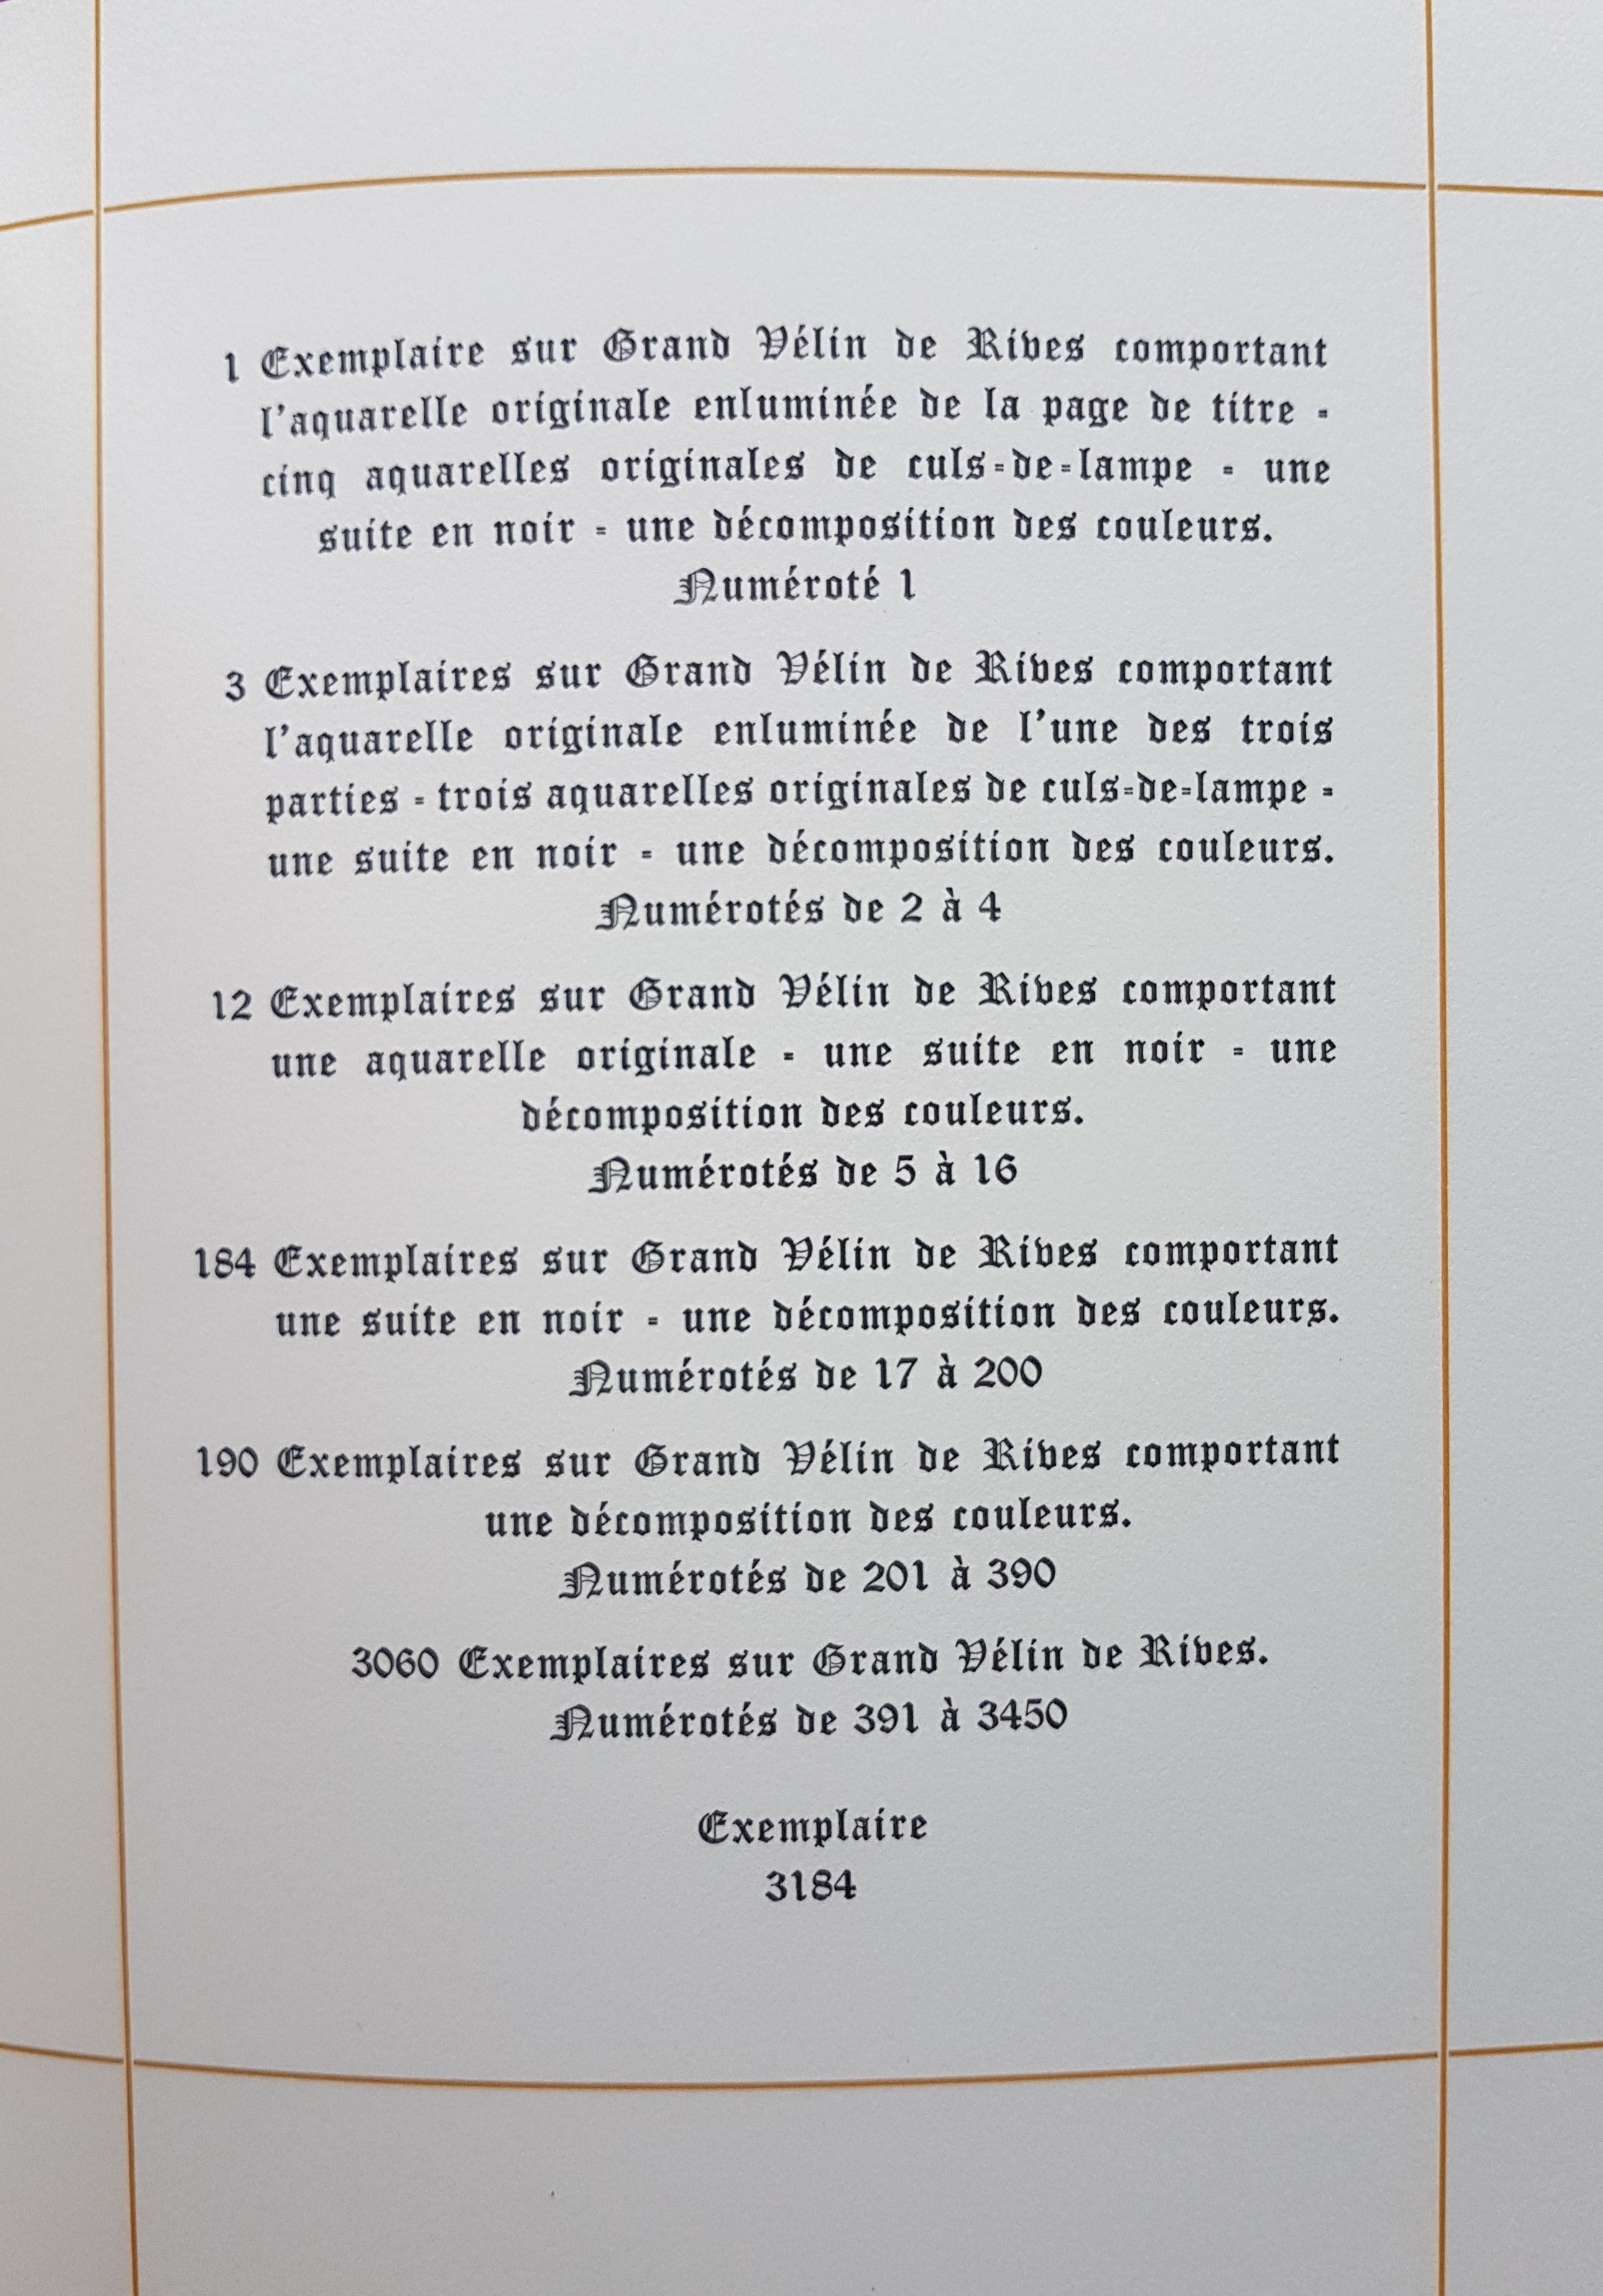 1 Exemplaire sur Grand Vélin de Rives comportant
l'aquarelle originale enluminée de la page de titre -
cinq aquarelles originales de culs-de-lampe - une
suite en noir - une décomposition des couleurs.
Numéroté 1
3 Exemplaires sur Grand Vélin de Rives comportant
l'aquarelle originale enluminée de l'une des trois
parties - trois aquarelles originales de culs-de-lampe -
une suite en noir - une décomposition des couleurs.
Numérotés de 2 à 4
12 Exemplaires sur Grand Vélin de Rives comportant
une aquarelle originale - une suite en noir - une
décomposition des couleurs.
Numérotés de 5 à 16
184 Exemplaires sur Grand Vélin de Rives comportant
une suite en noir - une décomposition des couleurs.
Numérotés de 17 à 200
190 Exemplaires sur Grand Vélin de Rives comportant
une décomposition des couleurs.
Numérotés de 201 à 390
3060 Exemplaires sur Grand Vélin de Rives.
Numérotés de 391 à 3450
Exemplaire
3184